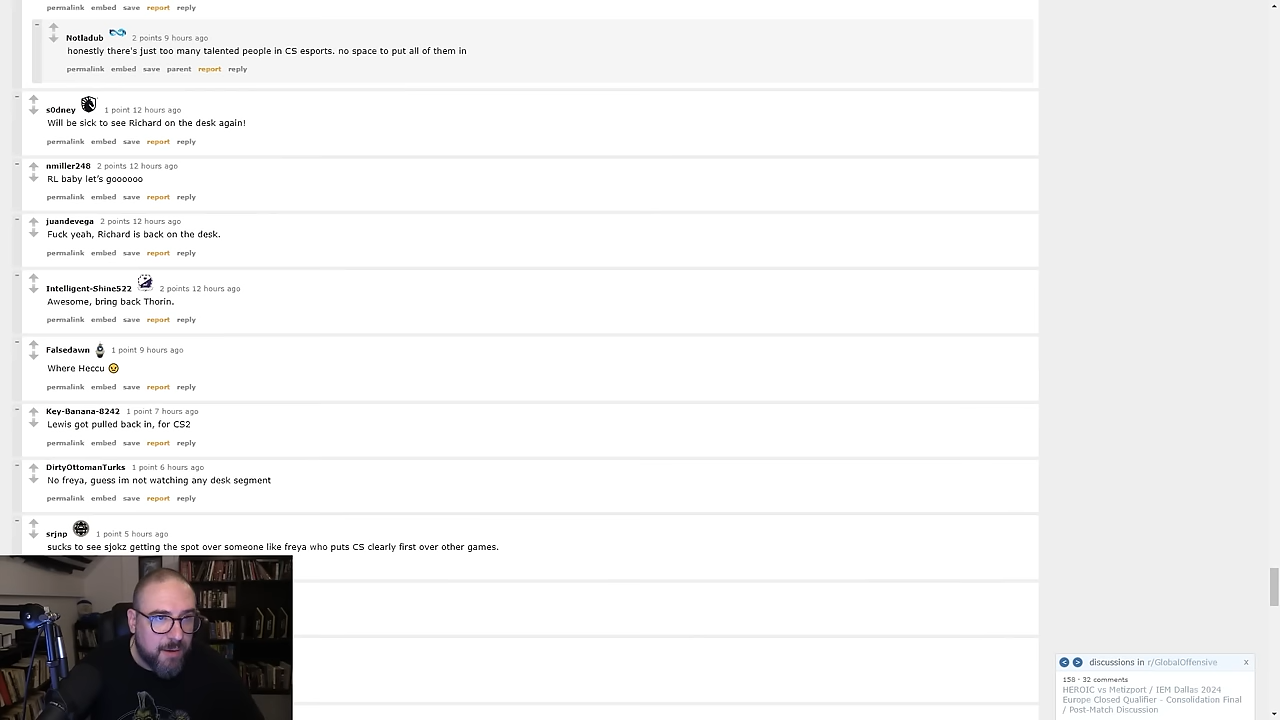 permalink embed save report reply
Notladub 2 points 9 hours ago
honestly there's just too many talented people in CS esports. no space to put all of them in
permalink embed save parent report reply
s0dney 1 point 12 hours ago
Will be sick to see Richard on the desk again!
permalink embed save report reply
nmiller248 2 points 12 hours ago
RL baby let's goooooo
permalink embed save report reply
juandevega 2 points 12 hours ago
Fuck yeah, Richard is back on the desk.
permalink embed save report reply
Intelligent-Shine522 2 points 12 hours ago
Awesome, bring back Thorin.
permalink embed save report reply
Falsedawn 1 point 9 hours ago
Where Heccu 😉
permalink embed save report reply
Key-Banana-8242 1 point 7 hours ago
Lewis got pulled back in, for CS2
permalink embed save report reply
DirtyOttomanTurks 1 point 6 hours ago
No freya, guess im not watching any desk segment
permalink embed save report reply
srjnp 1 point 5 hours ago
sucks to see sjokz getting the spot over someone like freya who puts CS clearly first over other games.
discussions in r/GlobalOffensive X
158 · 32 comments
HEROIC vs Metizport / IEM Dallas 2024
Europe Closed Qualifier - Consolidation Final
/ Post-Match Discussion